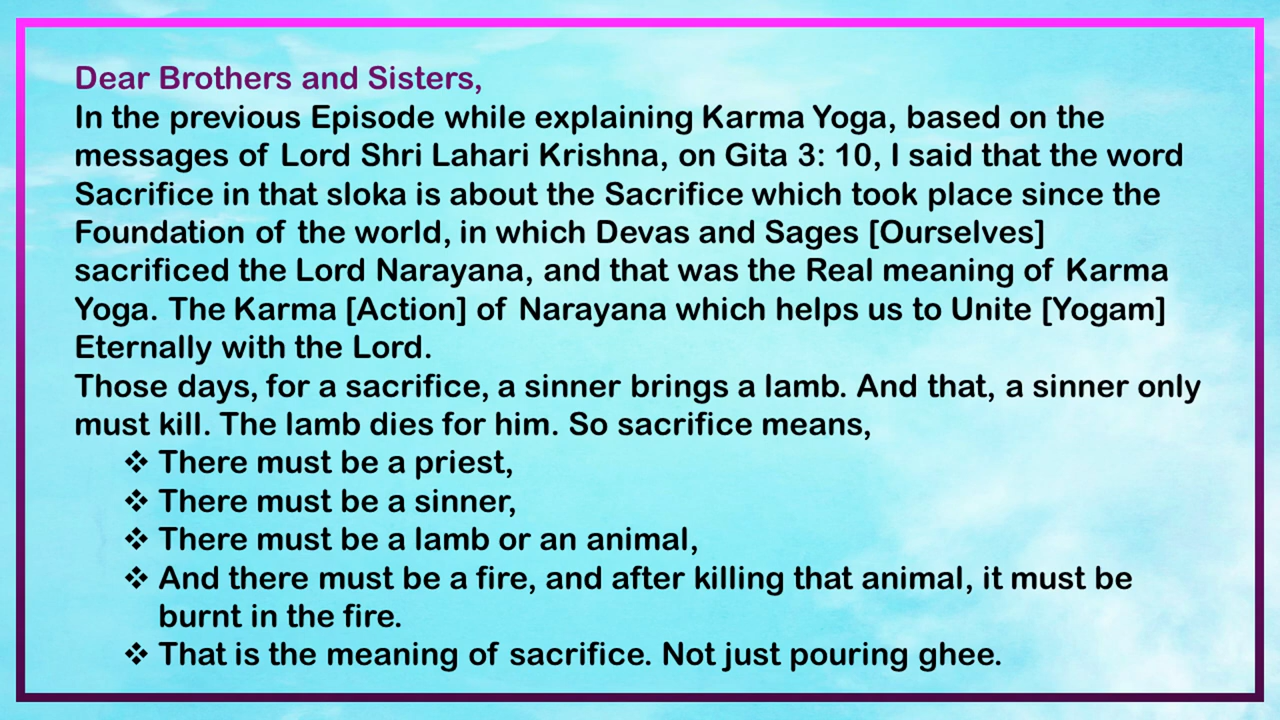 Dear Brothers and Sisters,
In the previous Episode while explaining Karma Yoga, based on the
messages of Lord Shri Lahari Krishna, on Gita 3: 10, I said that the word
Sacrifice in that sloka is about the Sacrifice which took place since the
Foundation of the world, in which Devas and Sages [Ourselves]
sacrificed the Lord Narayana, and that was the Real meaning of Karma
Yoga. The Karma [Action] of Narayana which helps us to Unite [Yogam]
Eternally with the Lord.
Those days, for a sacrifice, a sinner brings a lamb. And that, a sinner only
must kill. The lamb dies for him. So sacrifice means,
❖ There must be a priest,
❖ There must be a sinner,
❖ There must be a lamb or an animal,
❖ And there must be a fire, and after killing that animal, it must be
burnt in the fire.
❖ That is the meaning of sacrifice. Not just pouring ghee.